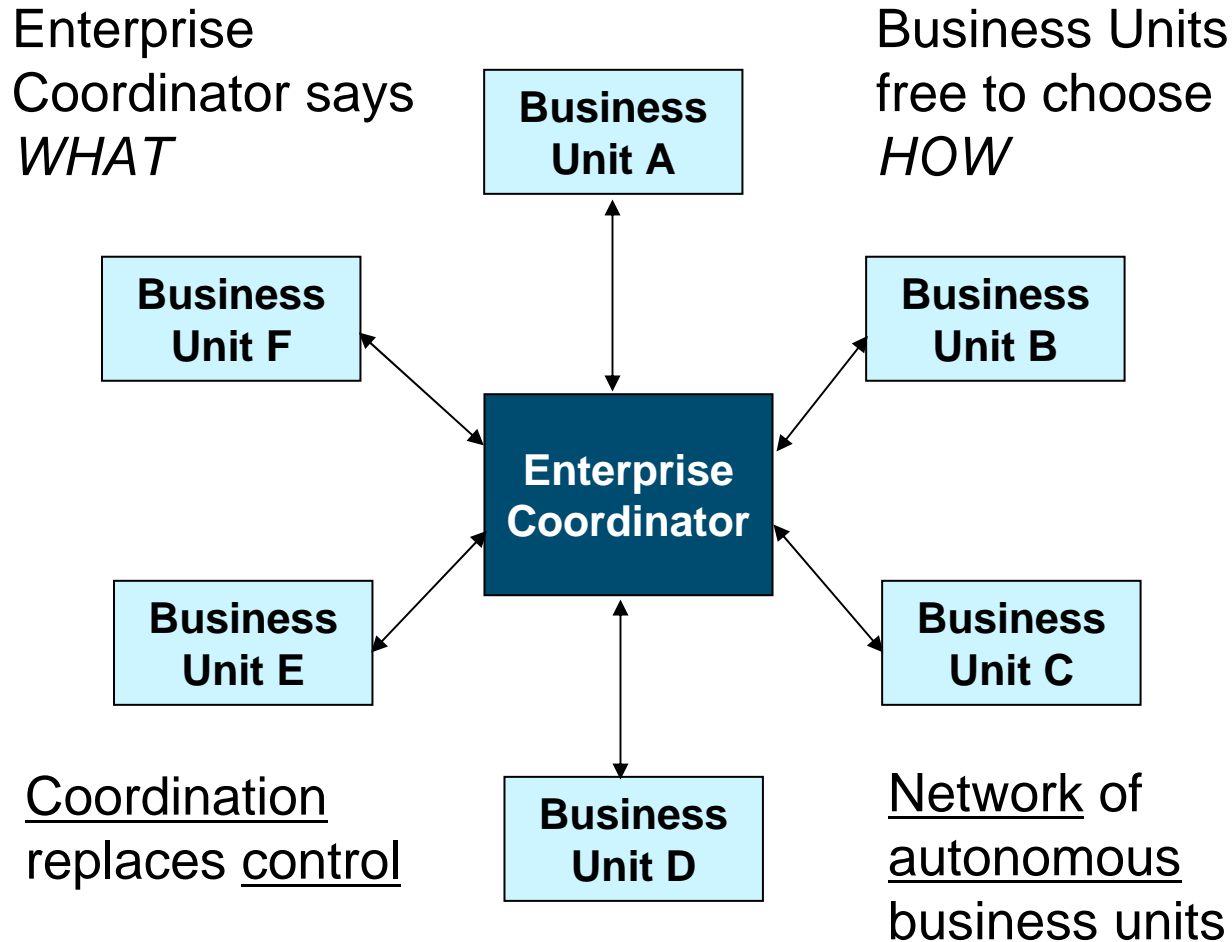 Enterprise
Coordinator says
WHAT
Business Units
free to choose
HOW
Business
Unit A
Business
Unit F
Business
Unit B
Enterprise
Coordinator
Business
Unit E
Business
Unit C
Business
Unit D
Coordination
replaces control
Network of
autonomous
business units